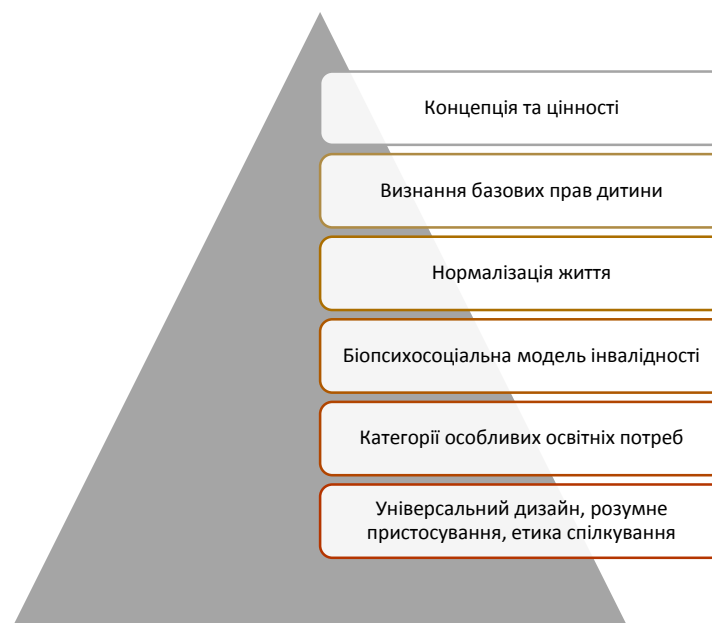 Концепція та цінності
Визнання базових прав дитини
Нормалізація життя
Біопсихосоціальна модель інвалідності
Категорії особливих освітніх потреб
Універсальний дизайн, розумне
пристосування, етика спілкування